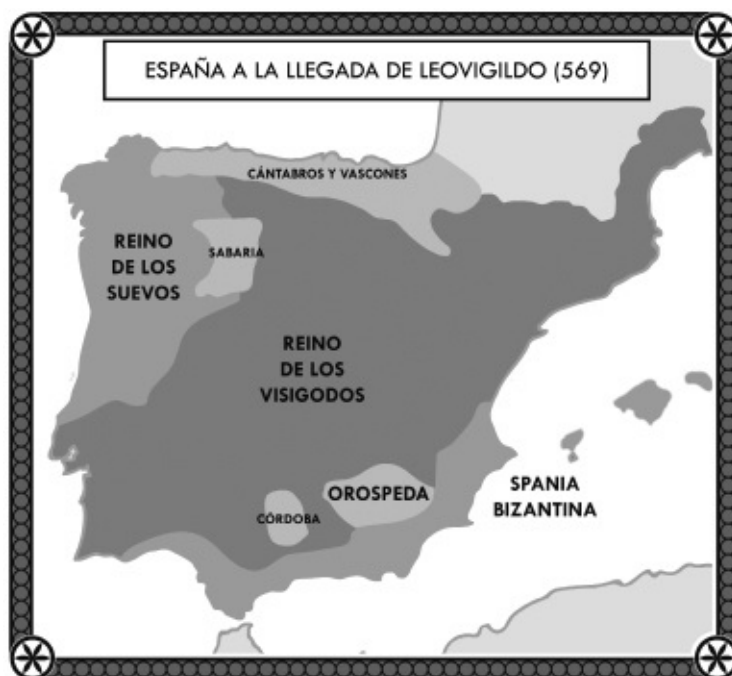 ESPAÑA A LA LLEGADA DE LEOVIGILDO (569)
CÁNTABROS Y VASCONES
REINO
DE LOS
SUEVOS
SABARIA
REINO
DE LOS
VISIGODOS
OROSPEDA
CÓRDOBA
SPANIA
BIZANTINA